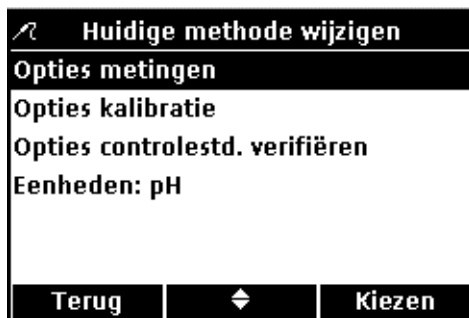 Huidige methode wijzigen
Opties metingen
Opties kalibratie
Opties controlestd. verifiëren
Eenheden: pH
Terug
Kiezen